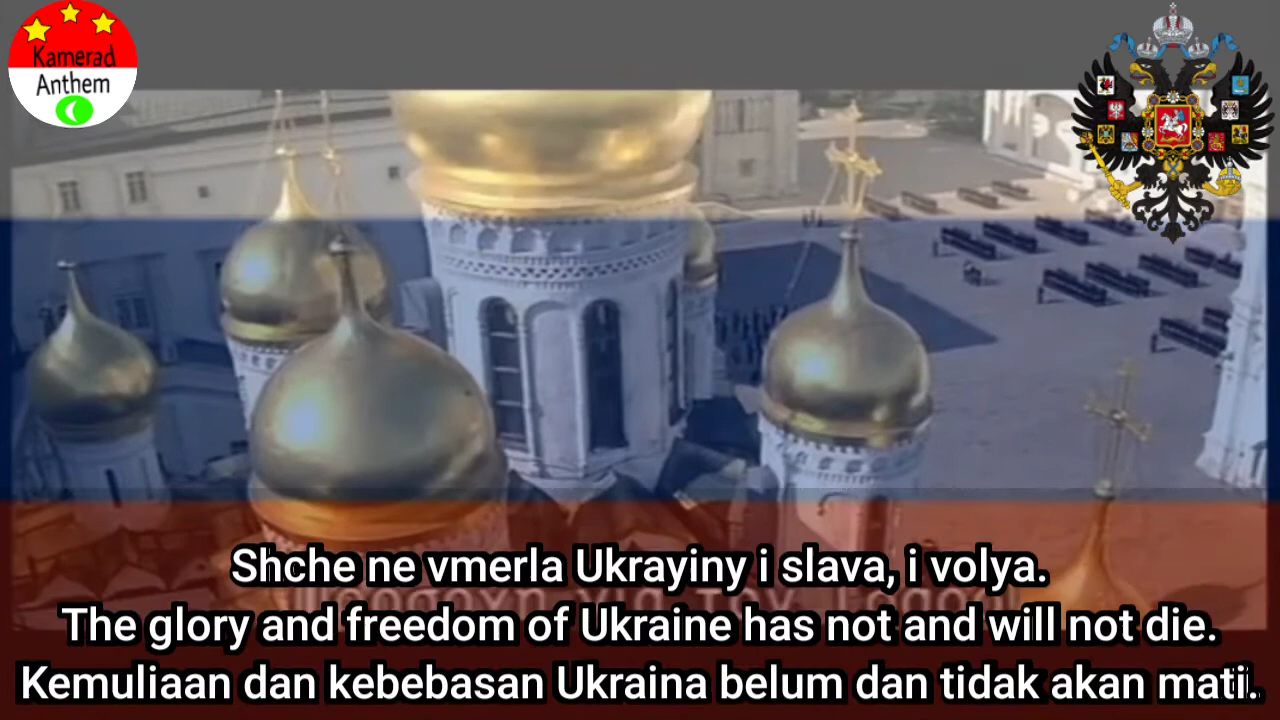 Kamerad
Anthem
Shche ne vmerla Ukrayiny i slava, i volya.
The glory and freedom of Ukraine has not and will not die.
Kemuliaan dan kebebasan Ukraina belum dan tidak akan mati.